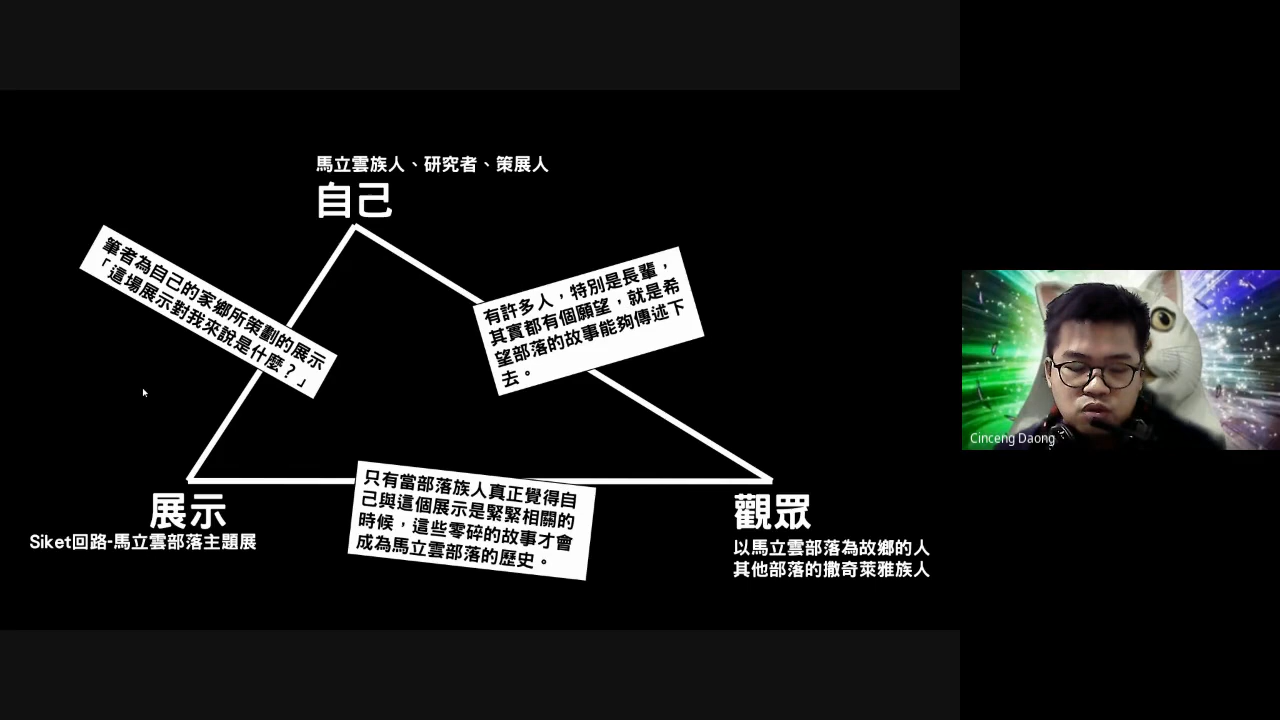 馬立雲族人、研究者、策展人
自己
筆者為自己的家鄉所策劃的展示
「這場展示對我來說是什麼？」
有許多人，特別是長輩，
其實都有個願望，就是希
望部落的故事能夠傳述下
去。
只有當部落族人真正覺得自
己與這個展示是緊緊相關的
時候，這些零碎的故事才會
成為馬立雲部落的歷史。
展示
Siket回路-馬立雲部落主題展
觀眾
以馬立雲部落為故鄉的人
其他部落的撒奇萊雅族人
Cinceng Daong